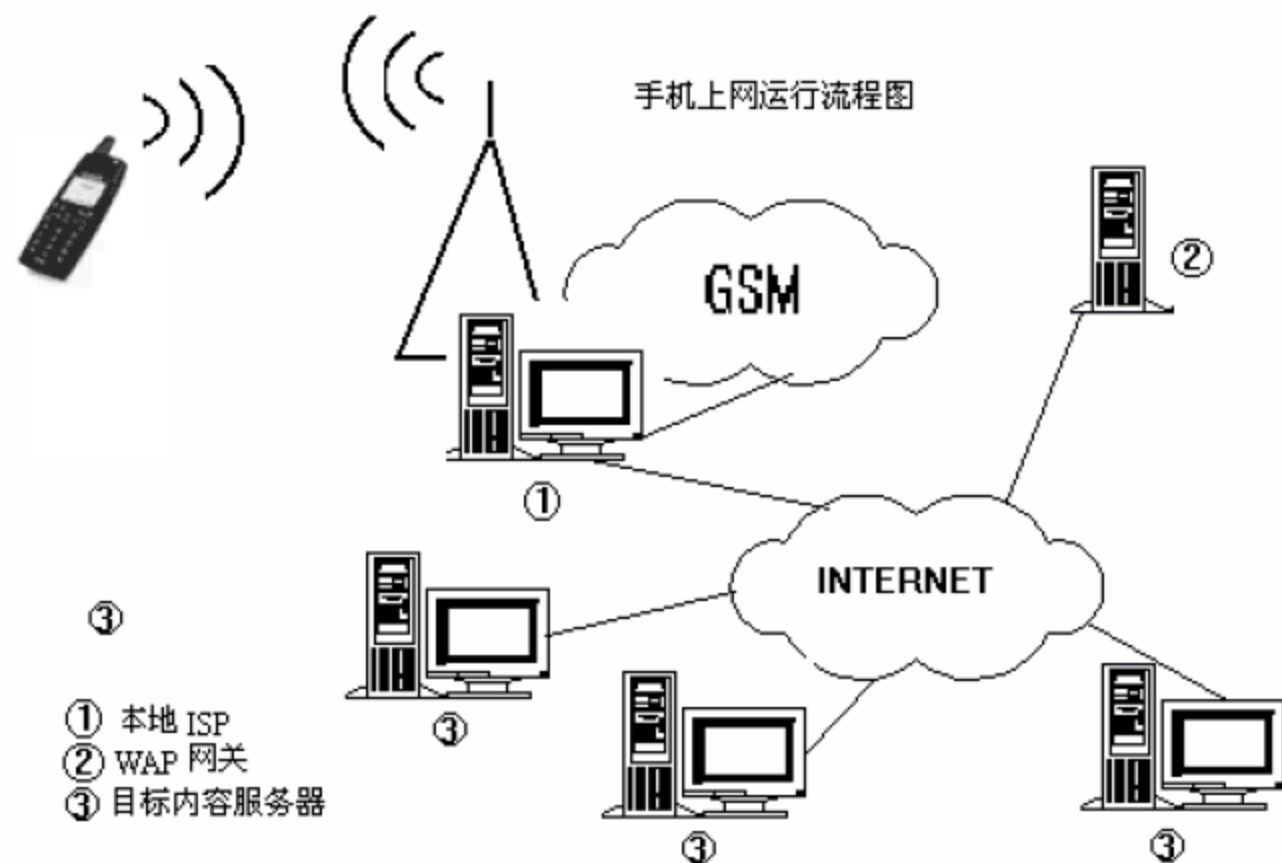 手机上网运行流程图
GSM
②
①
INTERNET
③
③
③
③
① 本地 ISP
② WAP 网关
③ 目标内容服务器